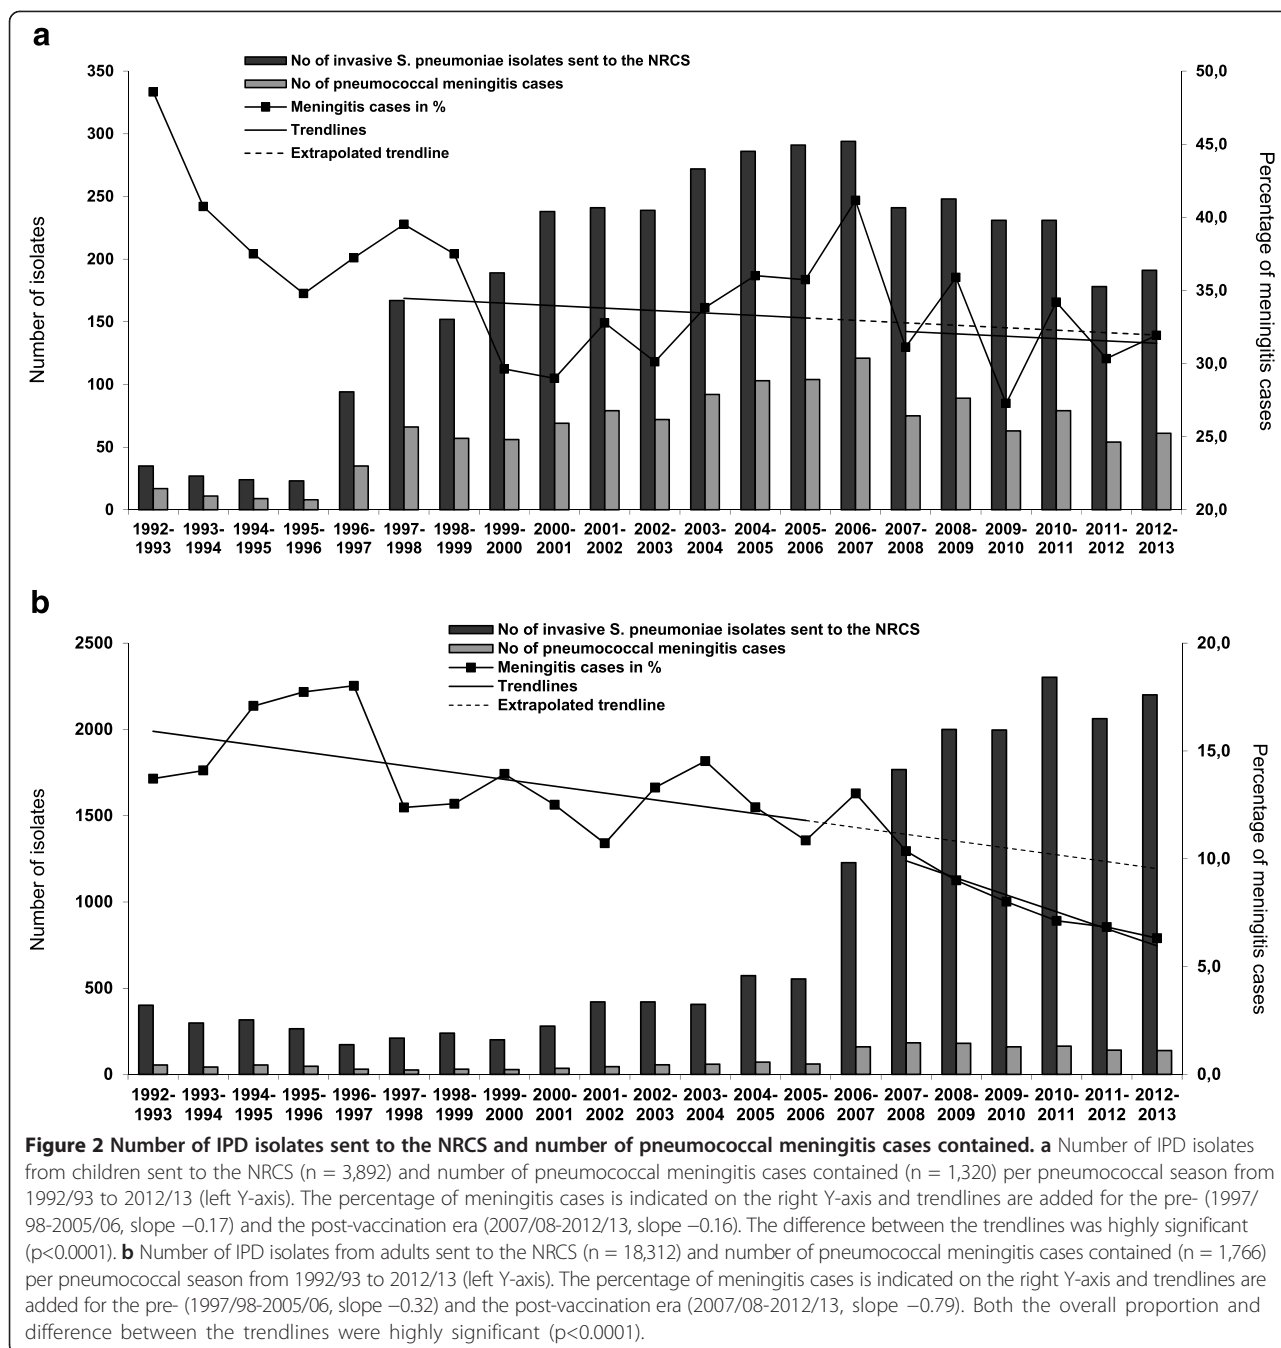 a
No of invasive S. pneumoniae isolates sent to the NRCS
No of pneumococcal meningitis cases
Meningitis cases in %
Trendlines
Extrapolated trendline
350
300
250
200
150
100
50
0
Number of isolates
50,0
45,0
40,0
35,0
30,0
25,0
20,0
Percentage of meningitis cases
1992- 1993- 1994- 1995- 1996- 1997- 1998- 1999- 2000- 2001- 2002- 2003- 2004- 2005- 2006- 2007- 2008- 2009- 2010- 2011- 2012-
1993 1994 1995 1996 1997 1998 1999 2000 2001 2002 2003 2004 2005 2006 2007 2008 2009 2010 2011 2012 2013
b
No of invasive S. pneumoniae isolates sent to the NRCS
No of pneumococcal meningitis cases
Meningitis cases in %
Trendlines
Extrapolated trendline
2500
2000
1500
1000
500
0
Number of isolates
20,0
15,0
10,0
5,0
0,0
Percentage of meningitis cases
1992- 1993- 1994- 1995- 1996- 1997- 1998- 1999- 2000- 2001- 2002- 2003- 2004- 2005- 2006- 2007- 2008- 2009- 2010- 2011- 2012-
1993 1994 1995 1996 1997 1998 1999 2000 2001 2002 2003 2004 2005 2006 2007 2008 2009 2010 2011 2012 2013
Figure 2 Number of IPD isolates sent to the NRCS and number of pneumococcal meningitis cases contained. a Number of IPD isolates
from children sent to the NRCS (n = 3,892) and number of pneumococcal meningitis cases contained (n = 1,320) per pneumococcal season from
1992/93 to 2012/13 (left Y-axis). The percentage of meningitis cases is indicated on the right Y-axis and trendlines are added for the pre- (1997/
98-2005/06, slope −0.17) and the post-vaccination era (2007/08-2012/13, slope −0.16). The difference between the trendlines was highly significant
(p<0.0001). b Number of IPD isolates from adults sent to the NRCS (n = 18,312) and number of pneumococcal meningitis cases contained (n = 1,766)
per pneumococcal season from 1992/93 to 2012/13 (left Y-axis). The percentage of meningitis cases is indicated on the right Y-axis and trendlines are
added for the pre- (1997/98-2005/06, slope −0.32) and the post-vaccination era (2007/08-2012/13, slope −0.79). Both the overall proportion and
difference between the trendlines were highly significant (p<0.0001).